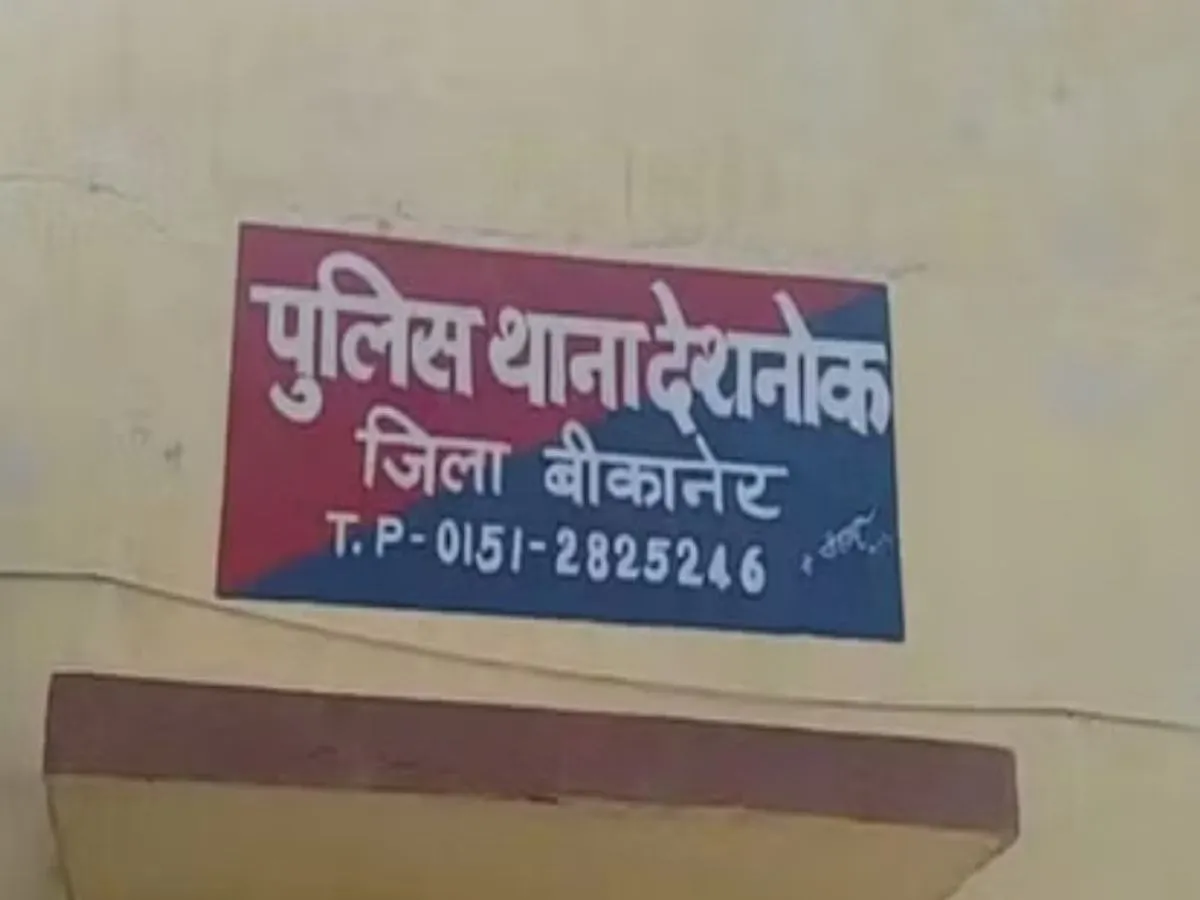 पुलिस थाना देशनोक
जिला बीकानेर
T.P-0151-2825246